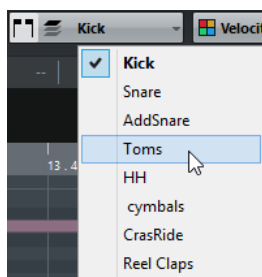 Kick Velocit
--
Kick
Snare
AddSnare
Toms
13.4
HH
cymbals
CrasRide
Reel Claps